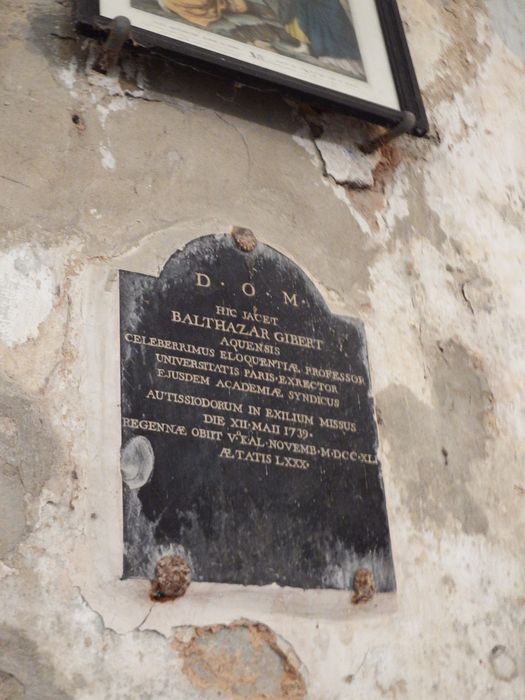 D · O · M ·
HIC JACET
BALTHAZAR GIBERT
AQUENSIS
CELEBERRIMUS ELOQUENTIÆ PROFESSOR
UNIVERSITATIS PARIS · EXRECTOR
EJUSDEM ACADEMIÆ SYNDICUS
AUTISSIODORUM IN EXILIUM MISSUS
DIE XII · MAII 1739 ·
REGENNÆ OBIIT Vº KAL · NOVEMB · M · DCC · XLI
ÆTATIS LXXX ·